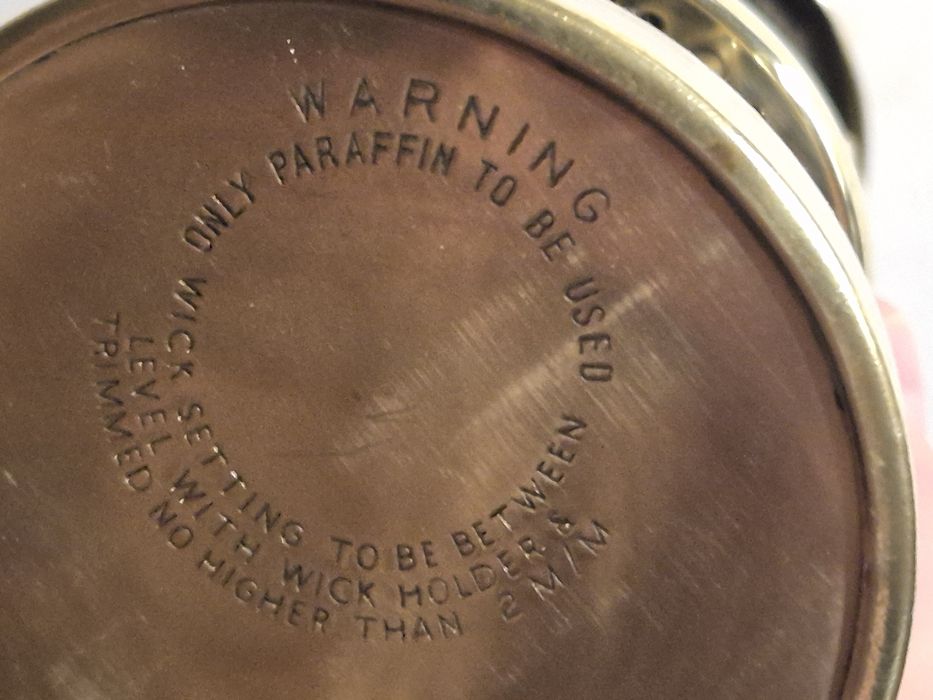 WARNING
ONLY PARAFFIN TO BE USED
WICK SETTING TO BE BETWEEN
LEVEL WITH WICK HOLDER &
TRIMMED NO HIGHER THAN 2 M/M